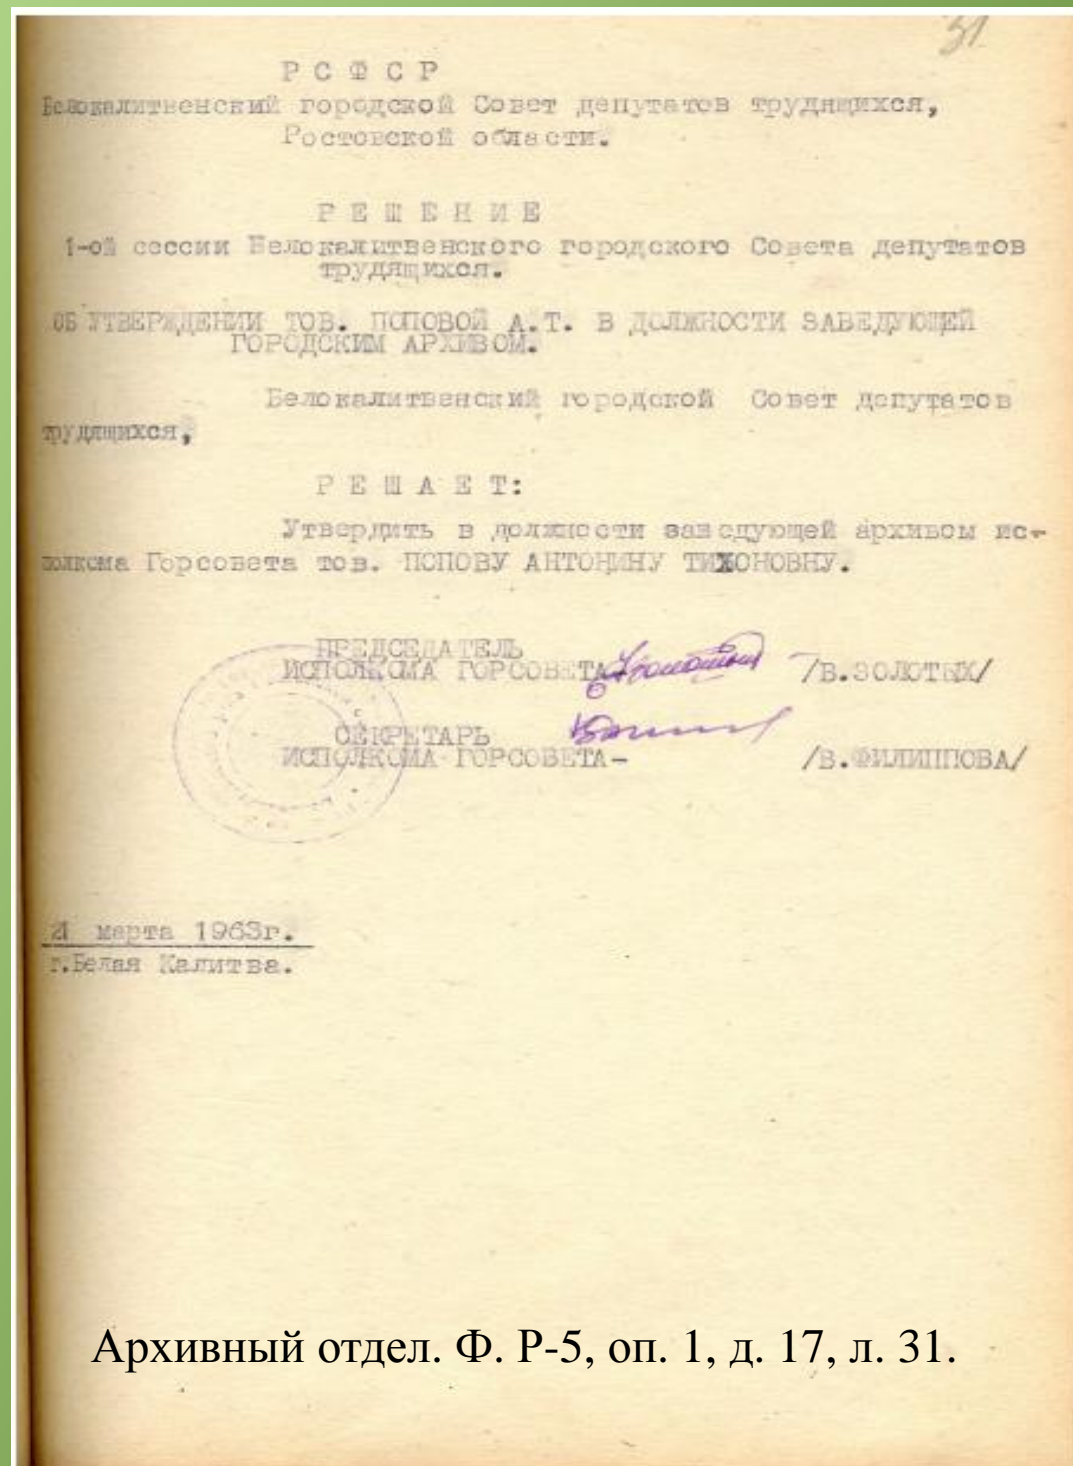 31
Р С Ф С Р
Белокалитвенский городской Совет депутатов трудящихся,
Ростовской области.
Р Е Ш Е Н И Е
1-ой сессии Белокалитвенского городского Совета депутатов
трудящихся.
ОБ УТВЕРЖДЕНИИ ТОВ. ПОПОВОЙ А.Т. В ДОЛЖНОСТИ ЗАВЕДУЮЩЕЙ
ГОРОДСКИМ АРХИВОМ.
Белокалитвенский городской Совет депутатов
трудящихся,
Р Е Ш А Е Т:
Утвердить в должности заведующей архивом ис-
полкома Горсовета тов. ПОПОВУ АНТОНИНУ ТИХОНОВНУ.
ПРЕДСЕДАТЕЛЬ
ИСПОЛКОМА ГОРСОВЕТА- /В.ЗОЛОТЫХ/
СЕКРЕТАРЬ
ИСПОЛКОМА ГОРСОВЕТА- /В.ФИЛИППОВА/
21 марта 1963г.
г.Белая Калитва.
Архивный отдел. Ф. Р-5, оп. 1, д. 17, л. 31.